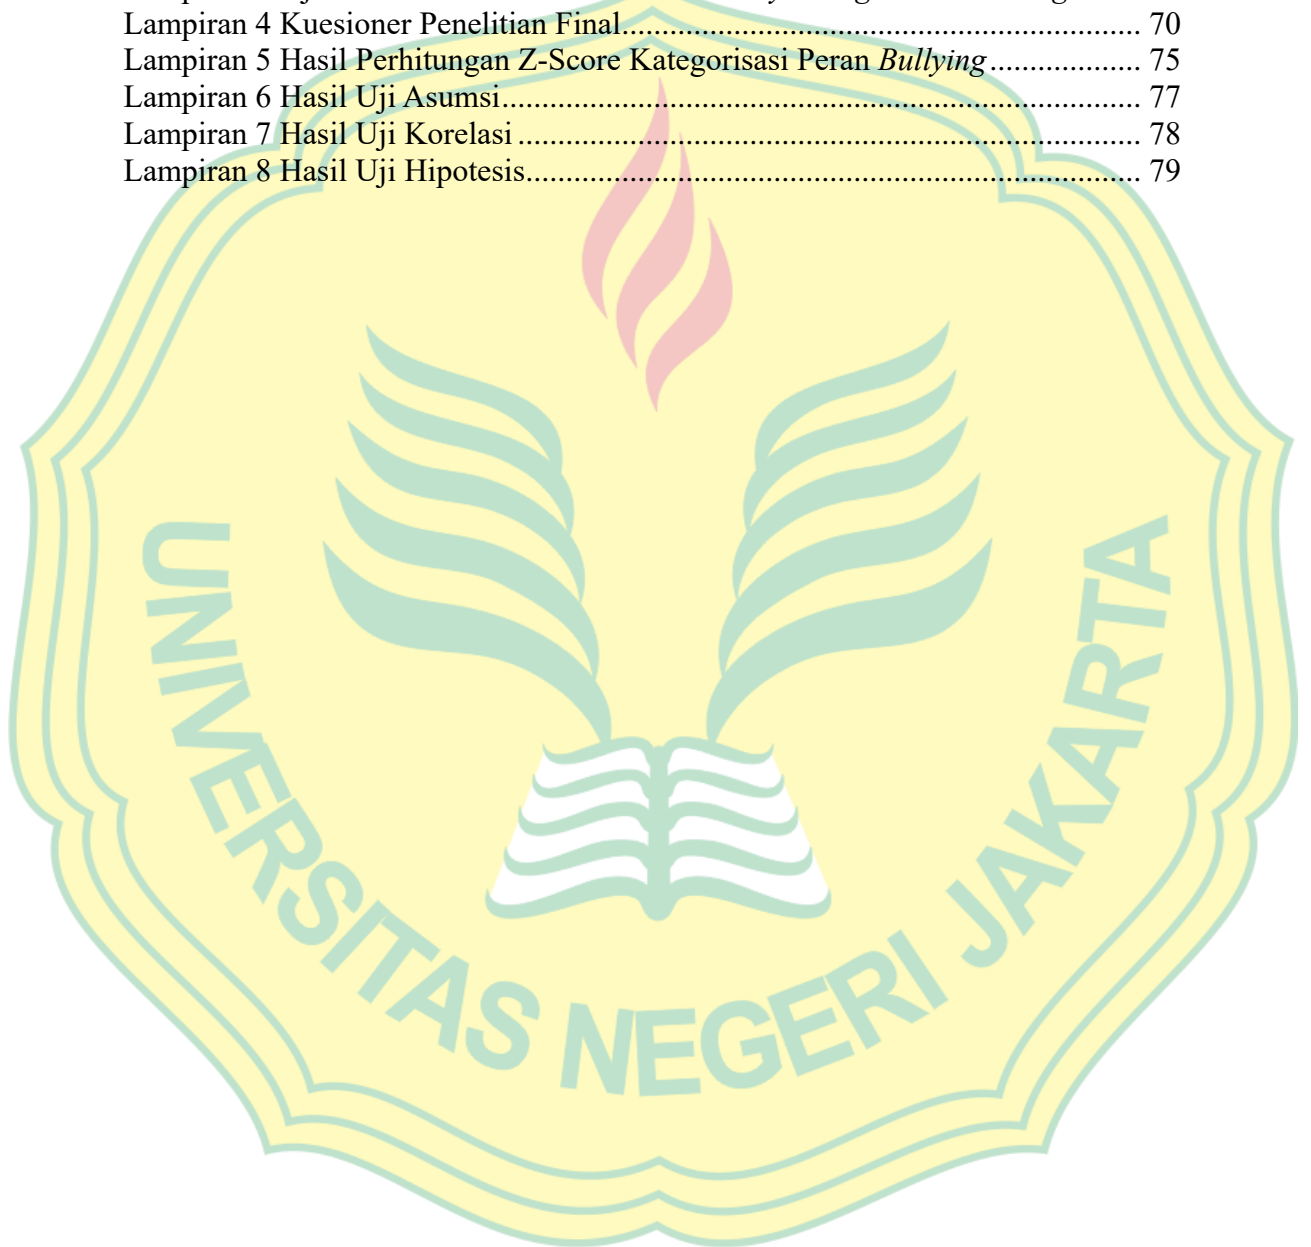 Lampiran 4 Kuesioner Penelitian Final................................................................. 70
Lampiran 5 Hasil Perhitungan Z-Score Kategorisasi Peran Bullying................... 75
Lampiran 6 Hasil Uji Asumsi................................................................................ 77
Lampiran 7 Hasil Uji Korelasi .............................................................................. 78
Lampiran 8 Hasil Uji Hipotesis............................................................................. 79
UNIVERSITAS NEGERI JAKARTA